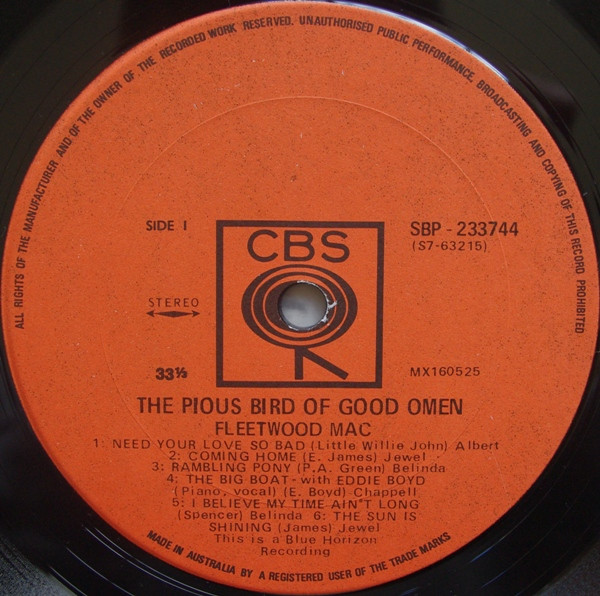 ALL RIGHTS OF THE MANUFACTURER AND OF THE OWNER OF THE RECORDED WORK RESERVED. UNAUTHORISED PUBLIC PERFORMANCE, BROADCASTING AND COPYING OF THIS RECORD PROHIBITED
SIDE I
SBP - 233744
(S7-63215)
CBS
STEREO
33⅓
MX160525
THE PIOUS BIRD OF GOOD OMEN
FLEETWOOD MAC
1: NEED YOUR LOVE SO BAD (Little Willie John) Albert
2: COMING HOME (E. James) Jewel
3: RAMBLING PONY (P.A. Green) Belinda
4: THE BIG BOAT - with EDDIE BOYD
(Piano, vocal) (E. Boyd) Chappell
5: I BELIEVE MY TIME AIN'T LONG
(Spencer) Belinda 6: THE SUN IS
SHINING (James) Jewel
This is a Blue Horizon
Recording
MADE IN AUSTRALIA BY A REGISTERED USER OF THE TRADE MARKS